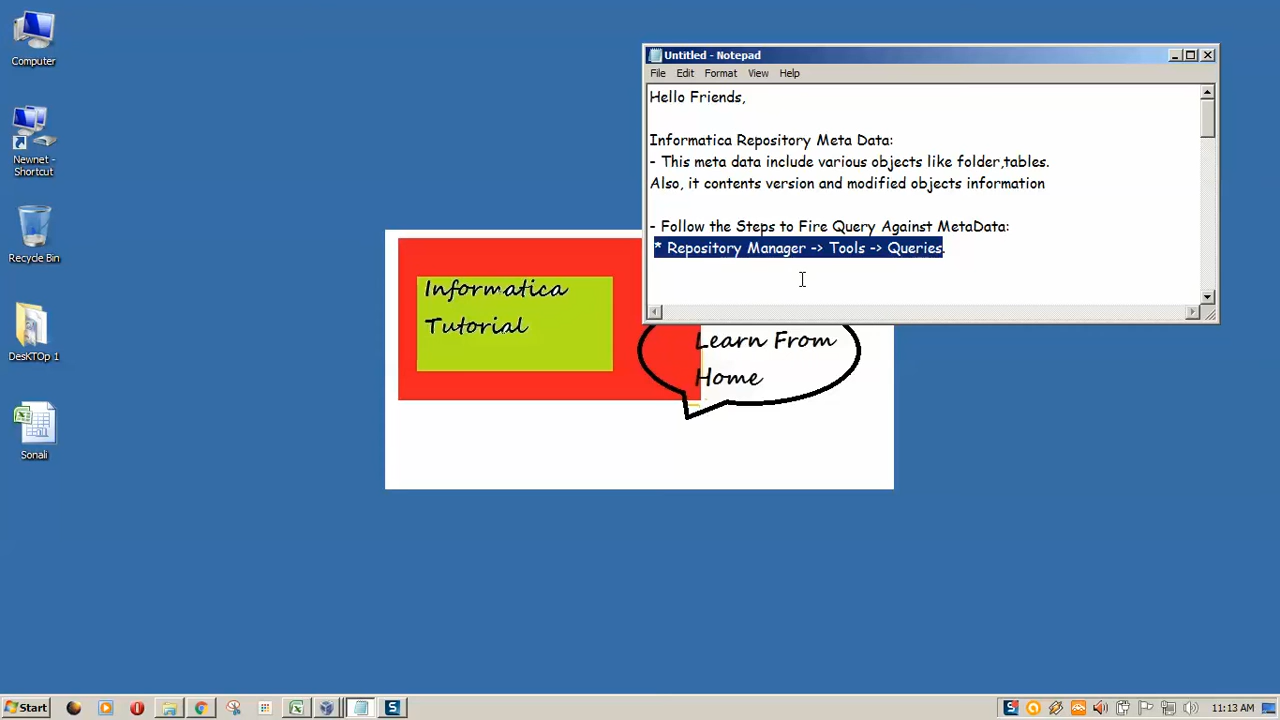 Computer
Newnet -
Shortcut
Recycle Bin
DesKTOp 1
Sonali
Untitled - Notepad
File Edit Format View Help
Hello Friends,
Informatica Repository Meta Data:
- This meta data include various objects like folder,tables.
Also, it contents version and modified objects information
- Follow the Steps to Fire Query Against MetaData:
* Repository Manager -> Tools -> Queries.
Informatica
Tutorial
Learn From
Home
Start
11:13 AM